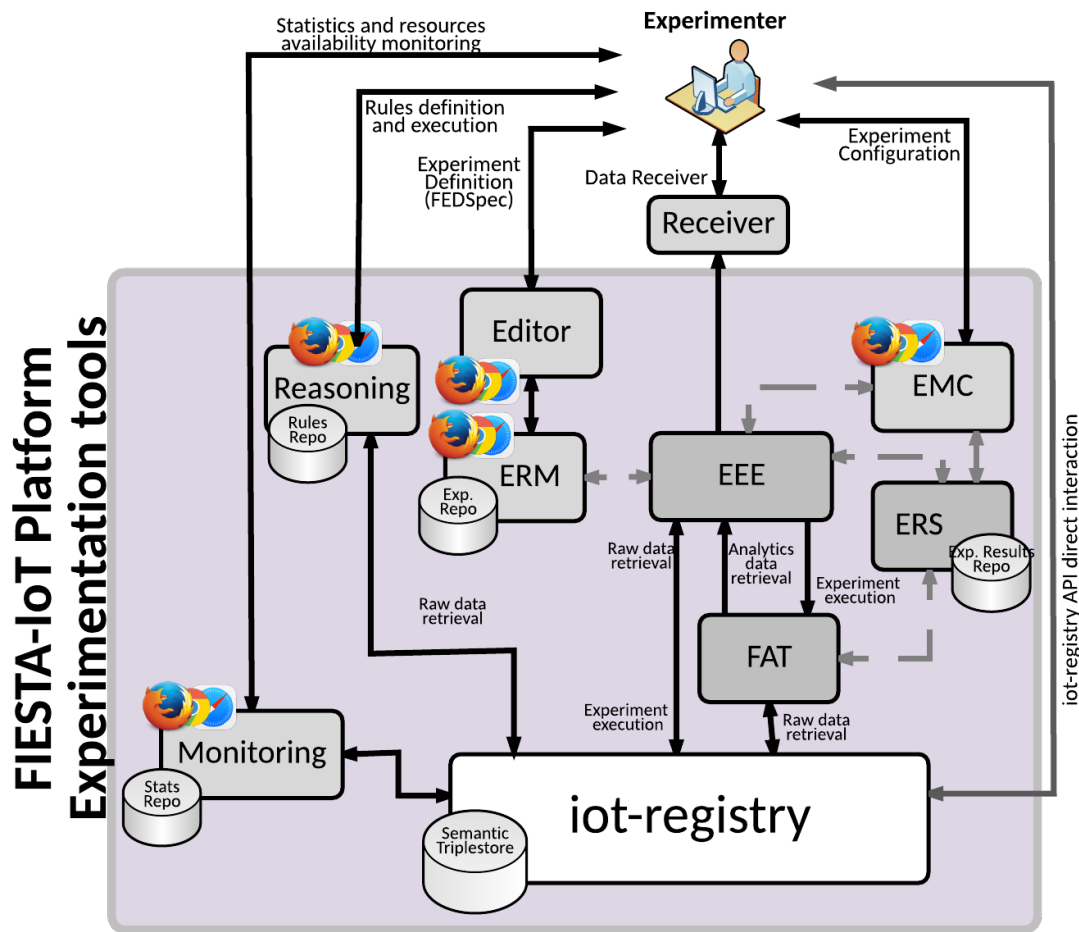 Experimenter
Statistics and resources
availability monitoring
Rules definition
and execution
Experiment
Configuration
Experiment
Definition
(FEDSpec)
Data Receiver
Receiver
FIESTA-IoT Platform
Experimentation tools
Editor
Reasoning
Rules
Repo
EMC
ERM
Exp.
Repo
EEE
ERS
Exp. Results
Repo
Raw data
retrieval
Analytics
data
retrieval
Experiment
execution
Raw data
retrieval
FAT
iot-registry API direct interaction
Experiment
execution
Raw data
retrieval
Monitoring
Stats
Repo
iot-registry
Semantic
Triplestore